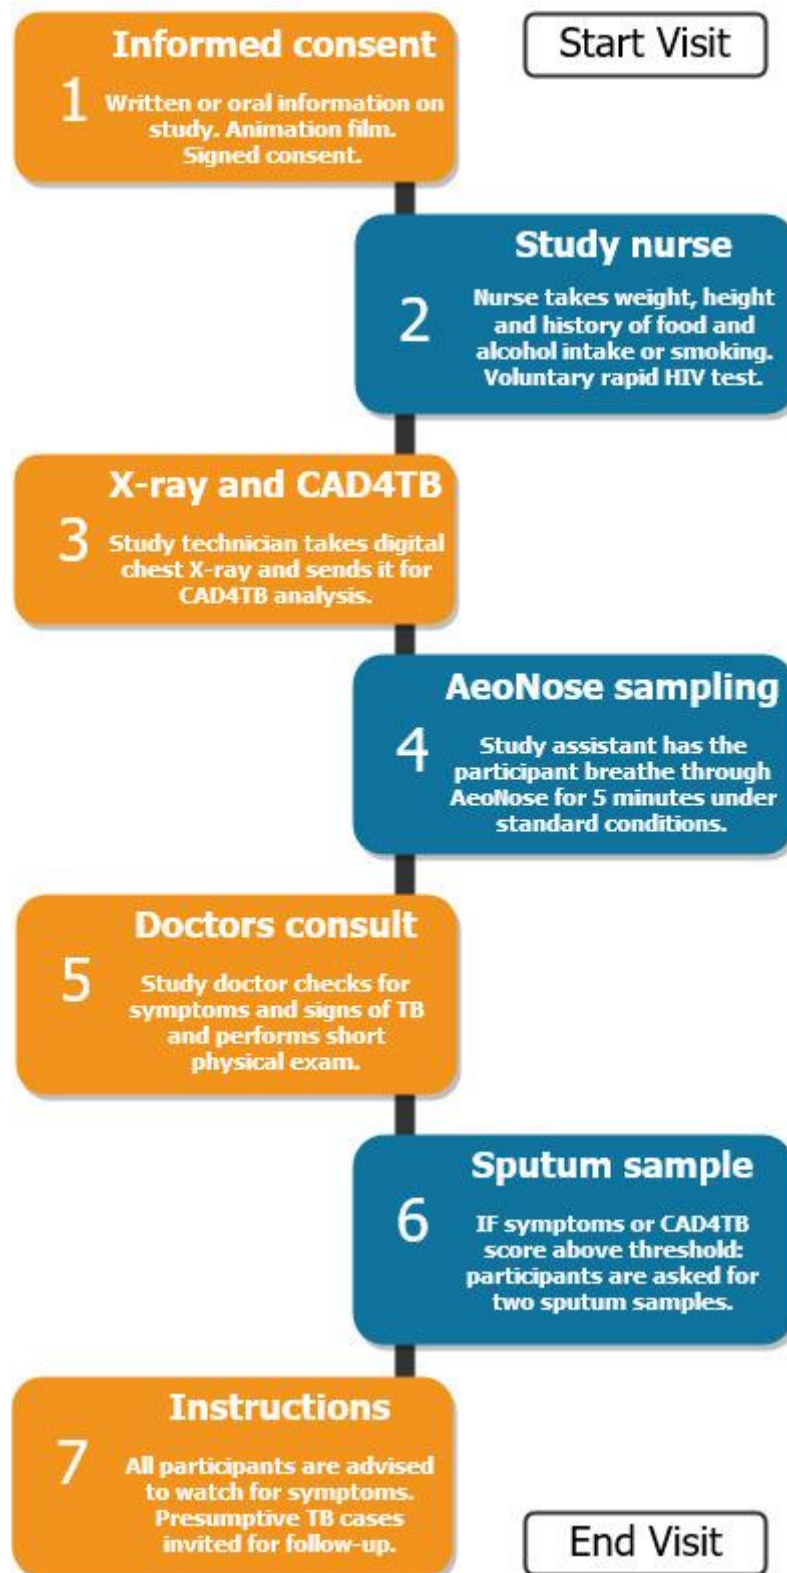 Start Visit
Informed consent
1
Written or oral information on
study. Animation film.
Signed consent.
Study nurse
2
Nurse takes weight, height
and history of food and
alcohol intake or smoking.
Voluntary rapid HIV test.
X-ray and CAD4TB
3
Study technician takes digital
chest X-ray and sends it for
CAD4TB analysis.
AeoNose sampling
4
Study assistant has the
participant breathe through
AeoNose for 5 minutes under
standard conditions.
Doctors consult
5
Study doctor checks for
symptoms and signs of TB
and performs short
physical exam.
Sputum sample
6
IF symptoms or CAD4TB
score above threshold:
participants are asked for
two sputum samples.
Instructions
7
All participants are advised
to watch for symptoms.
Presumptive TB cases
invited for follow-up.
End Visit